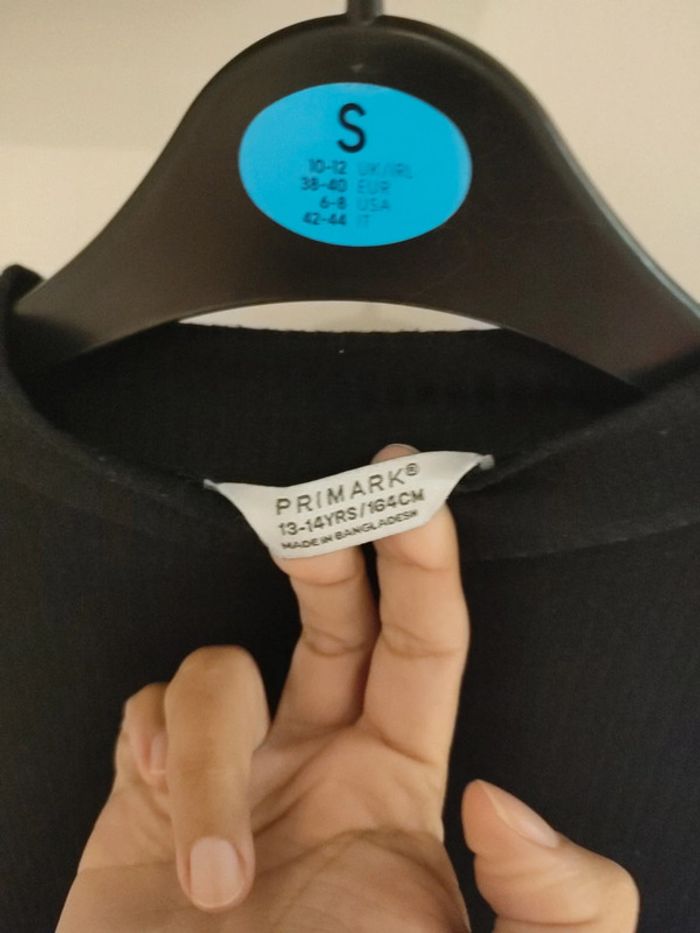 S
10-12 UK/IRL
38-40 EUR
6-8 USA
42-44 IT
PRIMARK®
13-14YRS/164CM
MADE IN BANGLADESH